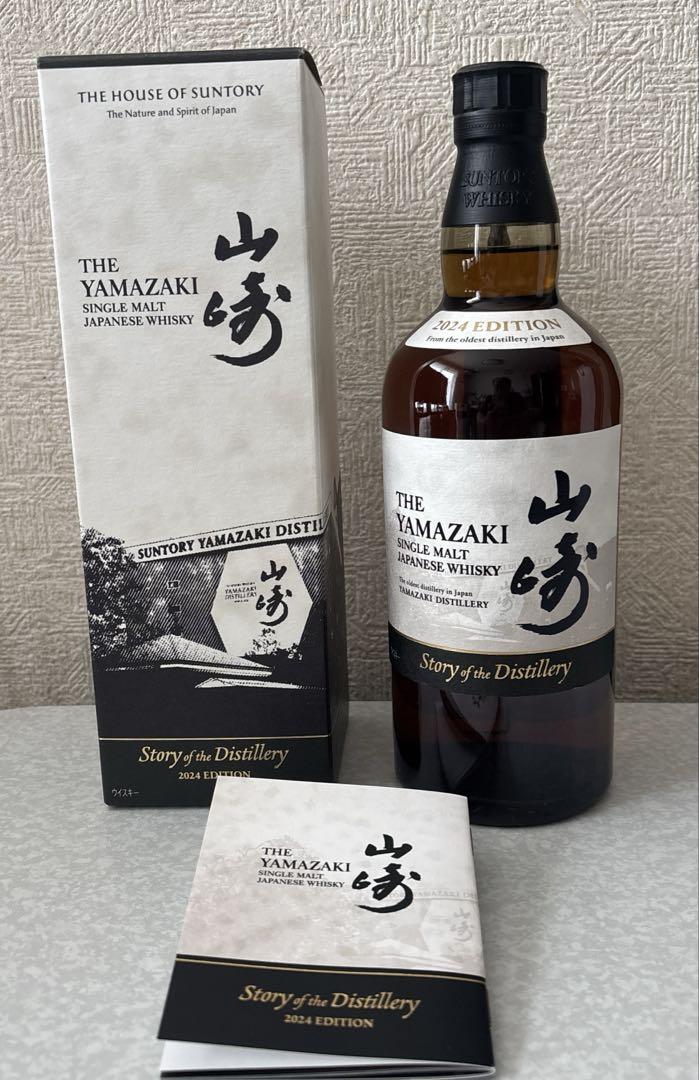 THE HOUSE OF SUNTORY
The Nature and Spirit of Japan
THE
YAMAZAKI
SINGLE MALT
JAPANESE WHISKY
山崎
SUNTORY YAMAZAKI DISTIL
山崎
YAMAZAKI
DISTILLERY
Story of the Distillery
2024 EDITION
ウイスキー
SUNTORY
WHISKY
2024 EDITION
From the oldest distillery in Japan
THE
YAMAZAKI
SINGLE MALT
JAPANESE WHISKY
山崎
The oldest distillery in Japan
YAMAZAKI DISTILLERY
Story of the Distillery
THE
YAMAZAKI
SINGLE MALT
JAPANESE WHISKY
山崎
Story of the Distillery
2024 EDITION